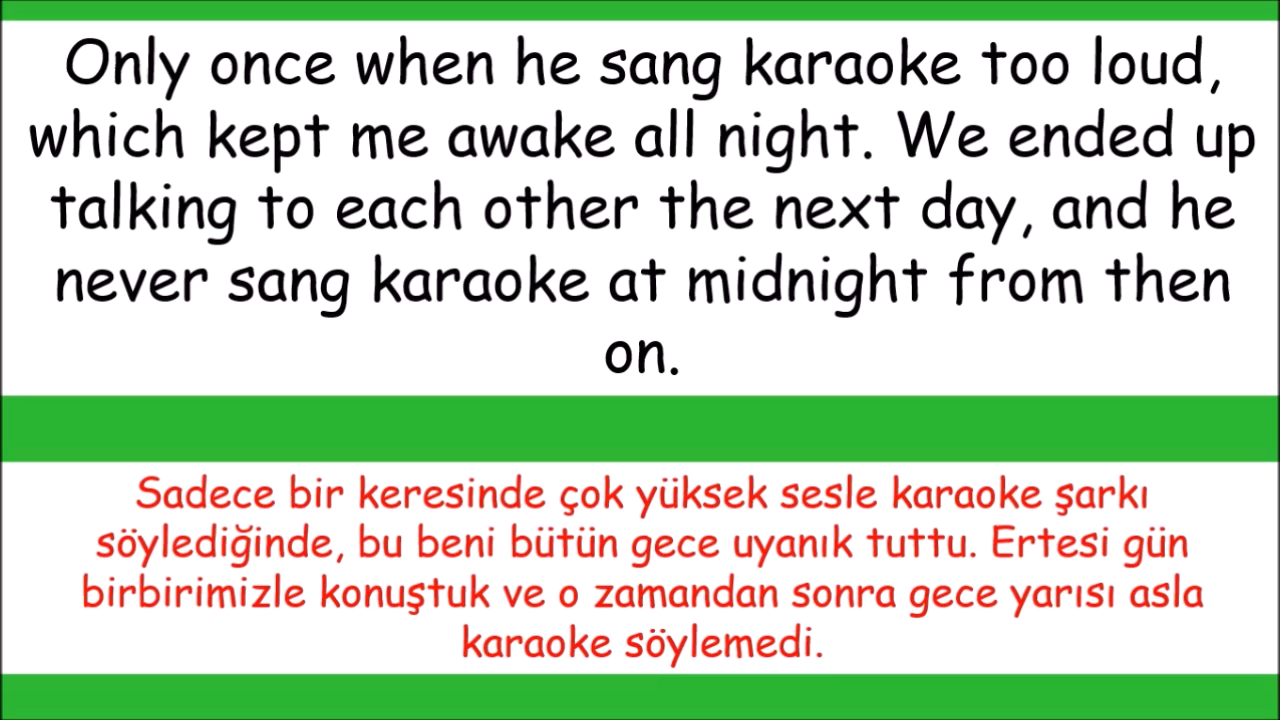 Only once when he sang karaoke too loud,
which kept me awake all night. We ended up
talking to each other the next day, and he
never sang karaoke at midnight from then
on.
Sadece bir keresinde çok yüksek sesle karaoke şarkı
söylediğinde, bu beni bütün gece uyanık tuttu. Ertesi gün
birbirimizle konuştuk ve o zamandan sonra gece yarısı asla
karaoke söylemedi.